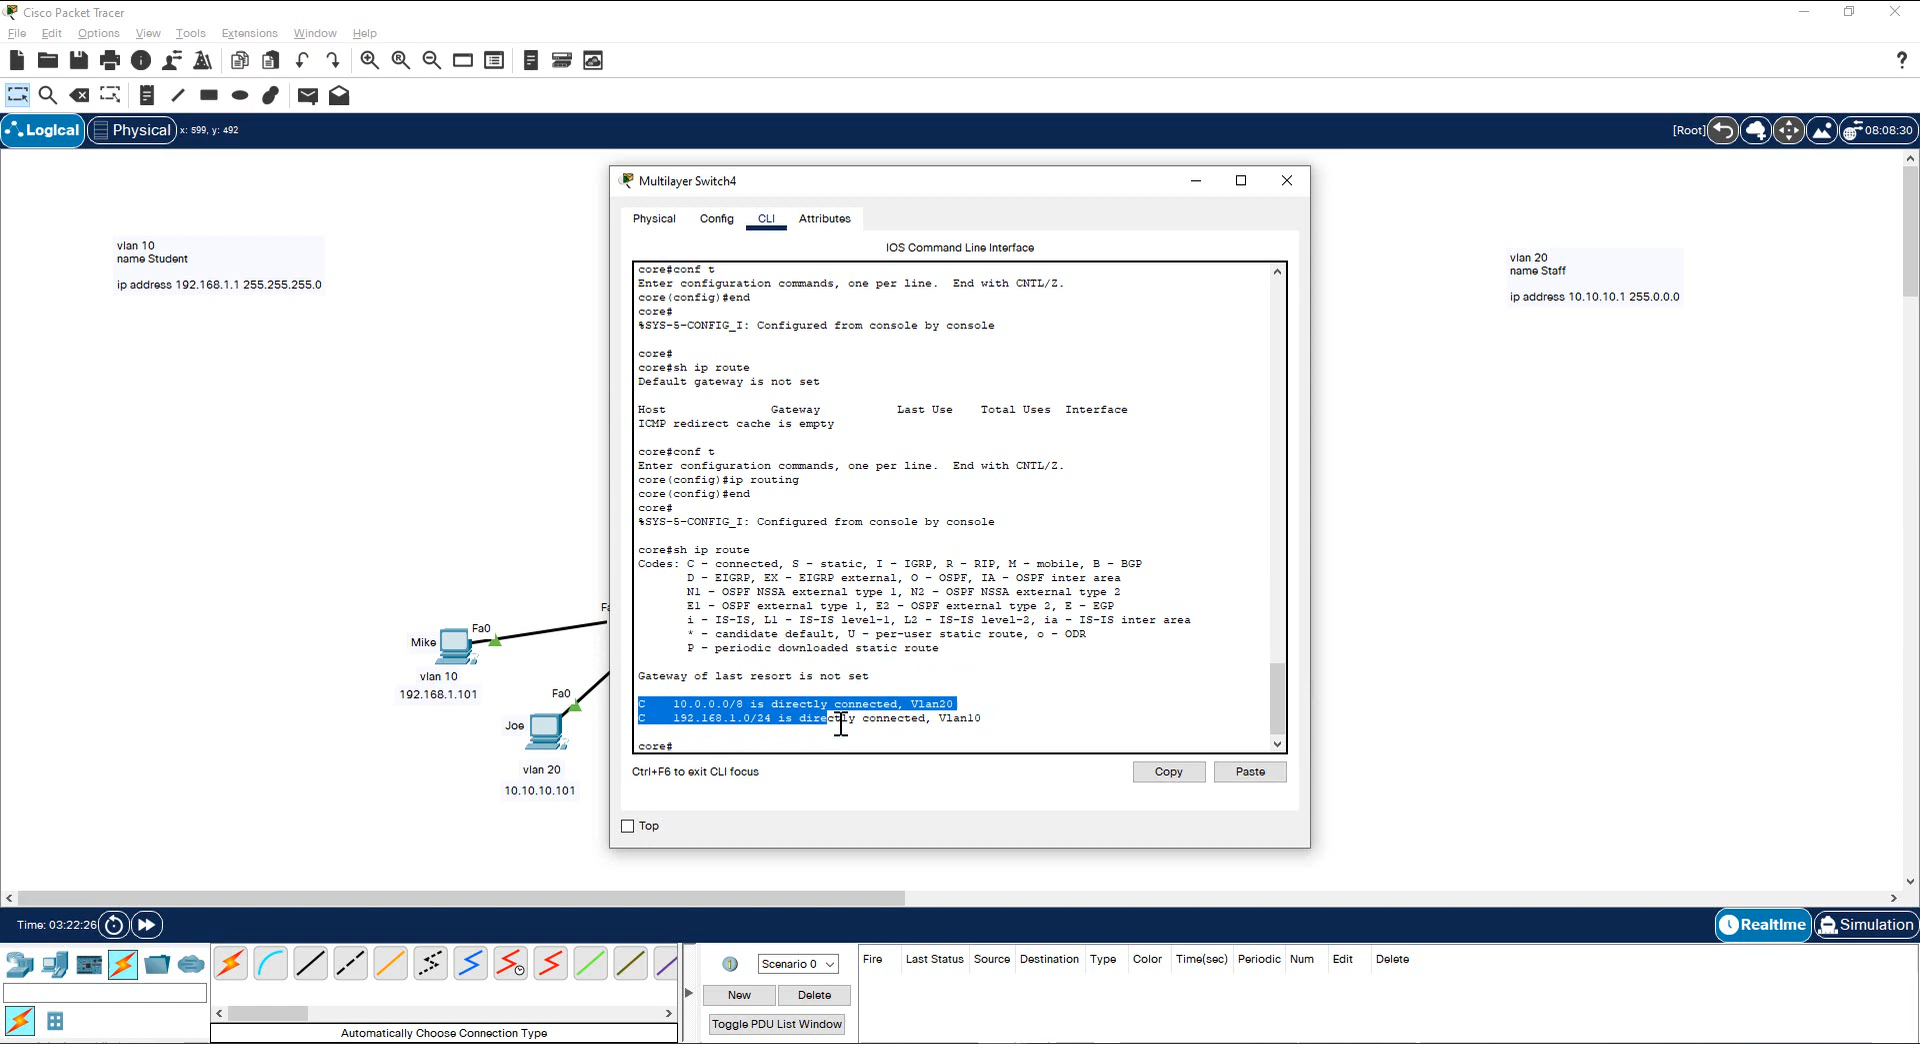 Cisco Packet Tracer
File Edit Options View Tools Extensions Window Help
?
Logical Physical x: 599, y: 492
[Root] 08:08:30
vlan 10
name Student
ip address 192.168.1.1 255.255.255.0
vlan 20
name Staff
ip address 10.10.10.1 255.0.0.0
Mike
Fa0
vlan 10
192.168.1.101
Fa0
Joe
vlan 20
10.10.10.101
Multilayer Switch4
Physical Config CLI Attributes
IOS Command Line Interface
core#conf t
Enter configuration commands, one per line.  End with CNTL/Z.
core(config)#end
core#
%SYS-5-CONFIG_I: Configured from console by console
core#
core#sh ip route
Default gateway is not set
Host               Gateway           Last Use    Total Uses  Interface
ICMP redirect cache is empty
core#conf t
Enter configuration commands, one per line.  End with CNTL/Z.
core(config)#ip routing
core(config)#end
core#
%SYS-5-CONFIG_I: Configured from console by console
core#sh ip route
Codes: C - connected, S - static, I - IGRP, R - RIP, M - mobile, B - BGP
D - EIGRP, EX - EIGRP external, O - OSPF, IA - OSPF inter area
N1 - OSPF NSSA external type 1, N2 - OSPF NSSA external type 2
E1 - OSPF external type 1, E2 - OSPF external type 2, E - EGP
i - IS-IS, L1 - IS-IS level-1, L2 - IS-IS level-2, ia - IS-IS inter area
* - candidate default, U - per-user static route, o - ODR
P - periodic downloaded static route
Gateway of last resort is not set
C    10.0.0.0/8 is directly connected, Vlan20
C    192.168.1.0/24 is directly connected, Vlan10
core#
Ctrl+F6 to exit CLI focus
Copy Paste
Top
Time: 03:22:26
Realtime Simulation
Scenario 0
New Delete
Toggle PDU List Window
Fire Last Status Source Destination Type Color Time(sec) Periodic Num Edit Delete
Automatically Choose Connection Type